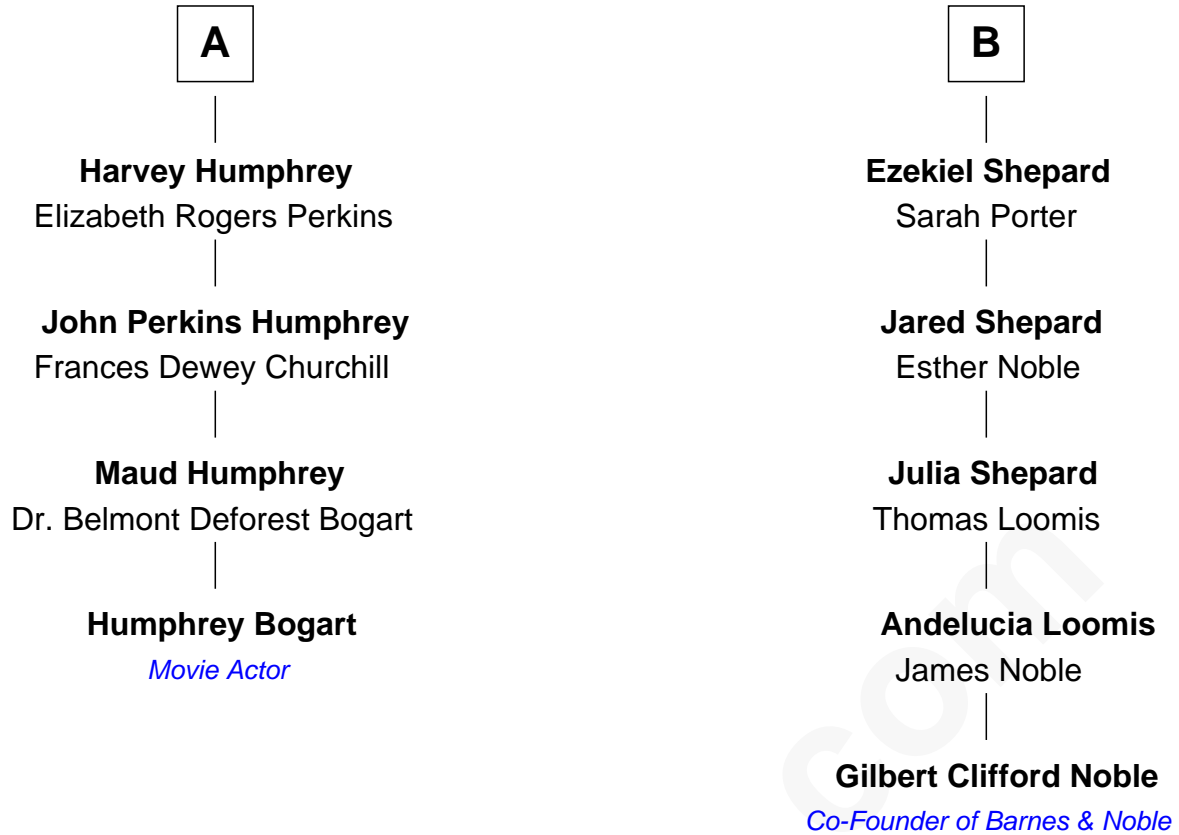 A
Harvey Humphrey
Elizabeth Rogers Perkins
John Perkins Humphrey
Frances Dewey Churchill
Maud Humphrey
Dr. Belmont Deforest Bogart
Humphrey Bogart
Movie Actor
B
Ezekiel Shepard
Sarah Porter
Jared Shepard
Esther Noble
Julia Shepard
Thomas Loomis
Andelucia Loomis
James Noble
Gilbert Clifford Noble
Co-Founder of Barnes & Noble
com